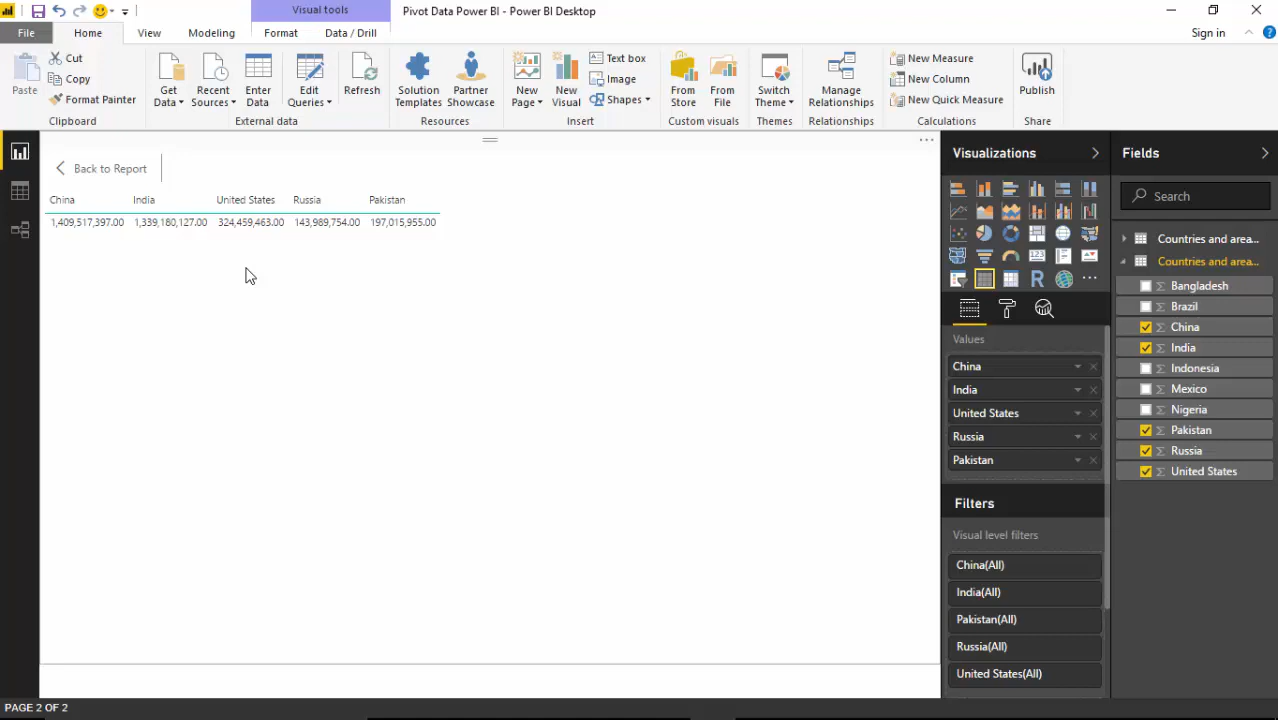 Visual tools
Pivot Data Power BI - Power BI Desktop
File
Home
View
Modeling
Format
Data / Drill
Sign in
Paste
Cut
Copy
Format Painter
Clipboard
Get Data
Recent Sources
Enter Data
Edit Queries
Refresh
External data
Solution Templates
Partner Showcase
Resources
New Page
New Visual
Text box
Image
Shapes
Insert
From Store
From File
Custom visuals
Switch Theme
Themes
Manage Relationships
Relationships
New Measure
New Column
New Quick Measure
Calculations
Publish
Share
Back to Report
China India United States Russia Pakistan
1,409,517,397.00 1,339,180,127.00 324,459,463.00 143,989,754.00 197,015,955.00
Visualizations
123
R
Values
China
India
United States
Russia
Pakistan
Filters
Visual level filters
China(All)
India(All)
Pakistan(All)
Russia(All)
United States(All)
Fields
Search
Countries and area...
Countries and area...
Bangladesh
Brazil
China
India
Indonesia
Mexico
Nigeria
Pakistan
Russia
United States
PAGE 2 OF 2